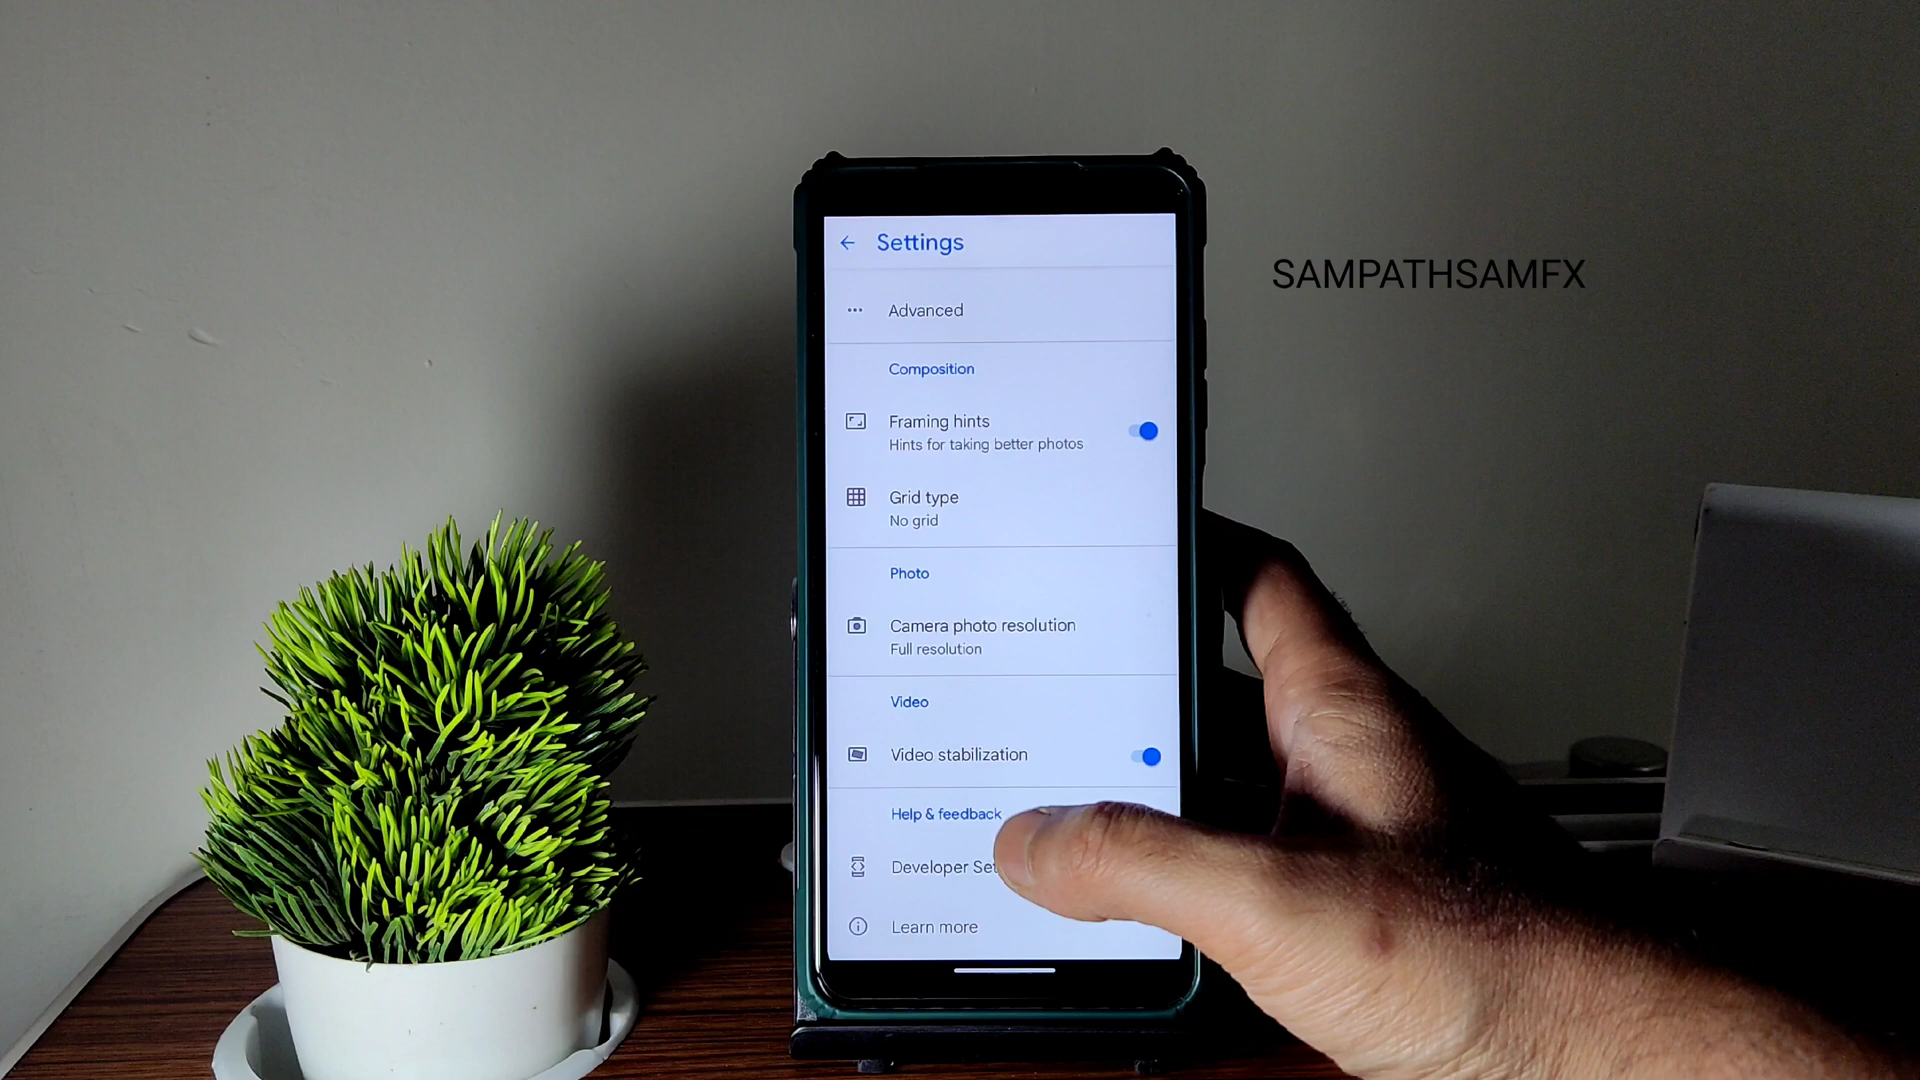 Settings
SAMPATHSAMFX
Advanced
Composition
Framing hints
Hints for taking better photos
Grid type
No grid
Photo
Camera photo resolution
Full resolution
Video
Video stabilization
Help & feedback
Developer
Learn more